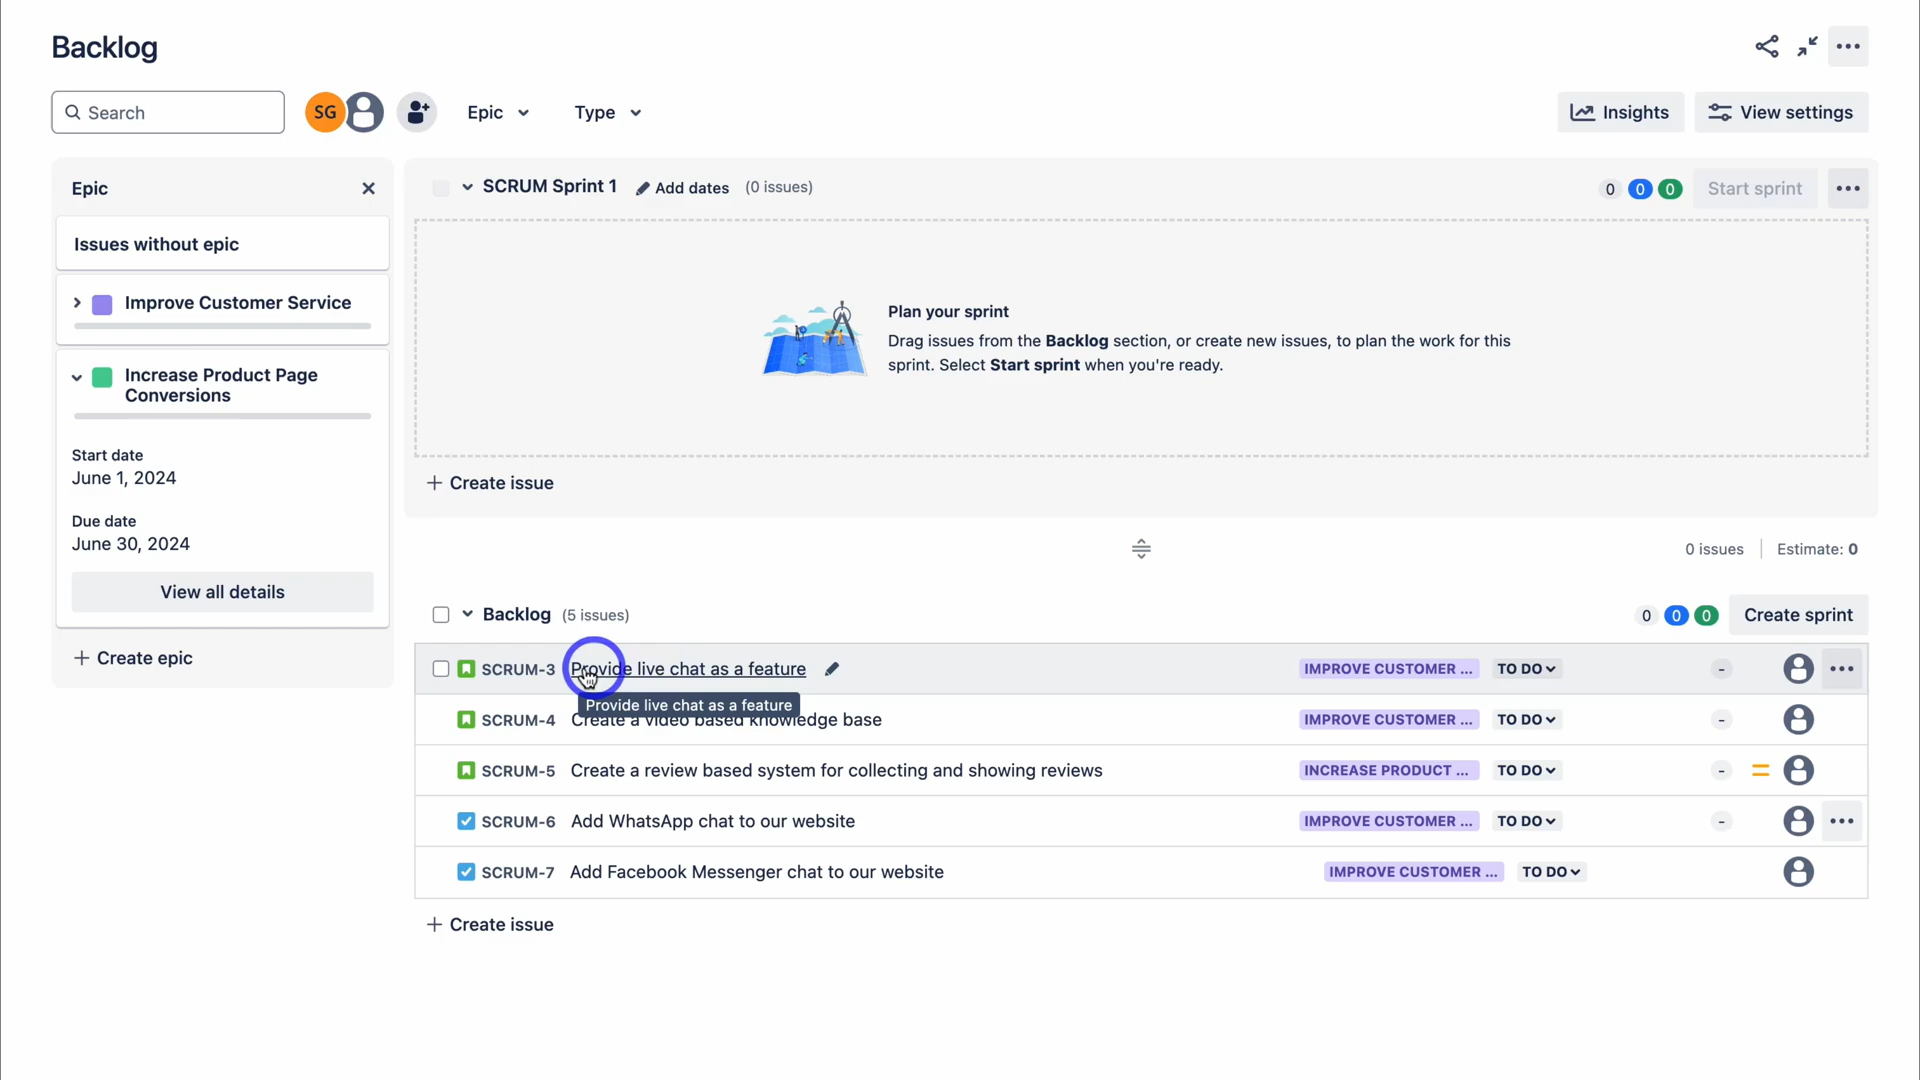 Backlog
Search
SG
Epic
Type
Insights
View settings
Epic
Issues without epic
Improve Customer Service
Increase Product Page
Conversions
Start date
June 1, 2024
Due date
June 30, 2024
View all details
+ Create epic
SCRUM Sprint 1 Add dates (0 issues)
0 0 0 Start sprint
Plan your sprint
Drag issues from the Backlog section, or create new issues, to plan the work for this
sprint. Select Start sprint when you're ready.
+ Create issue
0 issues Estimate: 0
Backlog (5 issues) 0 0 0 Create sprint
SCRUM-3 Provide live chat as a feature IMPROVE CUSTOMER ... TO DO -
Provide live chat as a feature
SCRUM-4 Create a video based knowledge base IMPROVE CUSTOMER ... TO DO -
SCRUM-5 Create a review based system for collecting and showing reviews INCREASE PRODUCT ... TO DO -
SCRUM-6 Add WhatsApp chat to our website IMPROVE CUSTOMER ... TO DO -
SCRUM-7 Add Facebook Messenger chat to our website IMPROVE CUSTOMER ... TO DO
+ Create issue